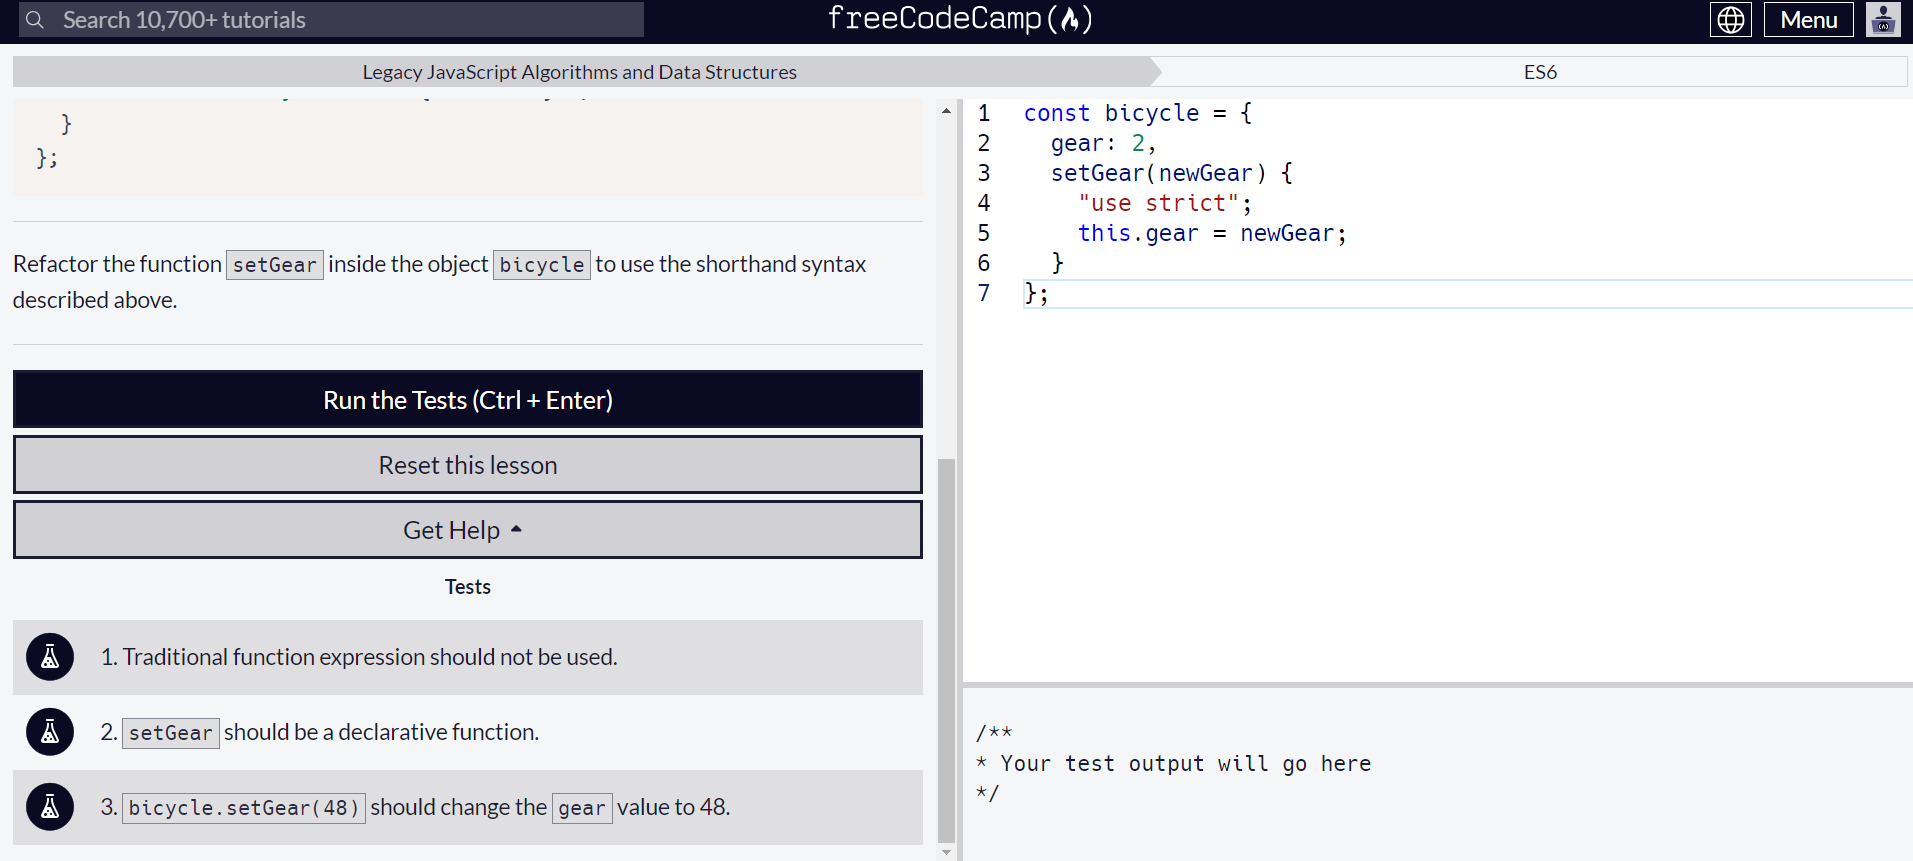 Search 10,700+ tutorials
freeCodeCamp
Menu
Legacy JavaScript Algorithms and Data Structures
ES6
}
};
Refactor the function setGear inside the object bicycle to use the shorthand syntax
described above.
Run the Tests (Ctrl + Enter)
Reset this lesson
Get Help
Tests
1. Traditional function expression should not be used.
2. setGear should be a declarative function.
3. bicycle.setGear(48) should change the gear value to 48.
1 const bicycle = {
2 gear: 2,
3 setGear(newGear) {
4 "use strict";
5 this.gear = newGear;
6 }
7 };
/**
* Your test output will go here
*/